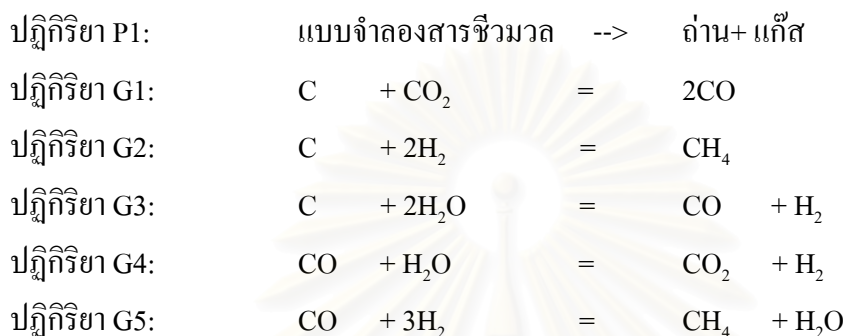 ปฏิกิริยา P1: แบบจำลองสารชีวมวล --> ถ่าน+ แก๊ส
ปฏิกิริยา G1: C + CO₂ = 2CO
ปฏิกิริยา G2: C + 2H₂ = CH₄
ปฏิกิริยา G3: C + 2H₂O = CO + H₂
ปฏิกิริยา G4: CO + H₂O = CO₂ + H₂
ปฏิกิริยา G5: CO + 3H₂ = CH₄ + H₂O